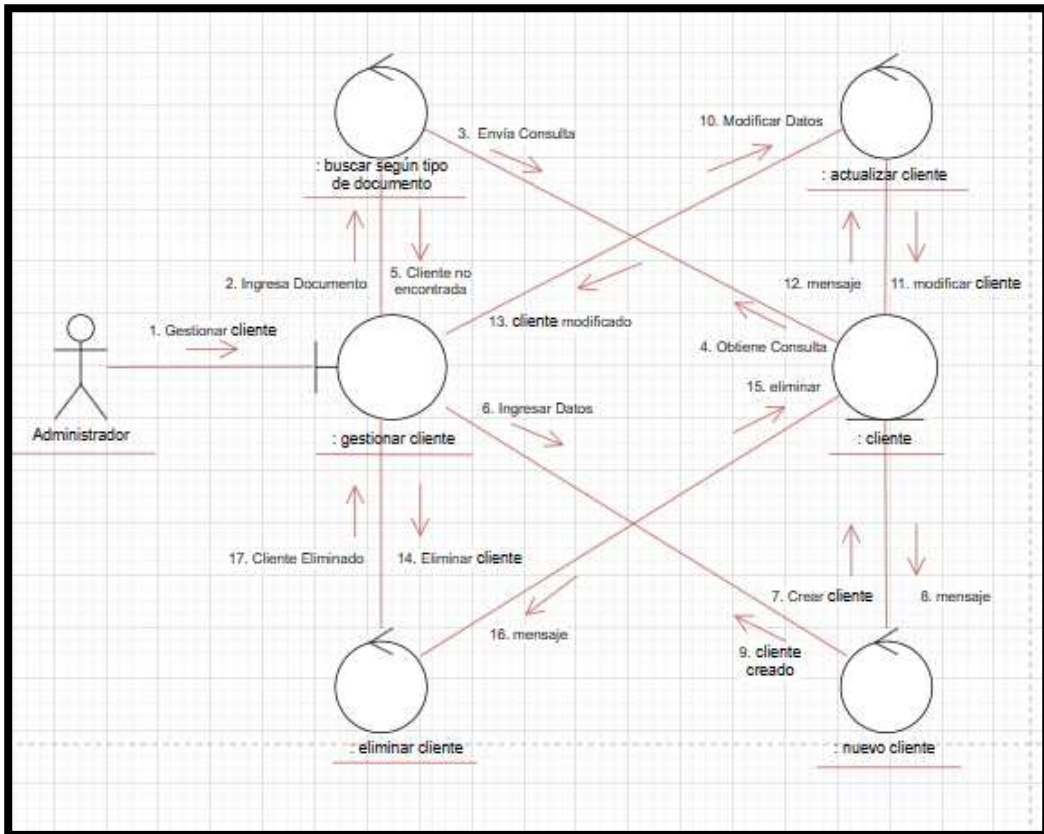 3. Envía Consulta
10. Modificar Datos
: buscar según tipo
de documento
: actualizar cliente
2. Ingresa Documento
5. Cliente no
encontrada
12. mensaje
11. modificar cliente
1. Gestionar cliente
13. cliente modificado
4. Obtiene Consulta
15. eliminar
6. Ingresar Datos
Administrador
: gestionar cliente
: cliente
17. Cliente Eliminado
14. Eliminar cliente
7. Crear cliente
8. mensaje
16. mensaje
9. cliente
creado
: eliminar cliente
: nuevo cliente